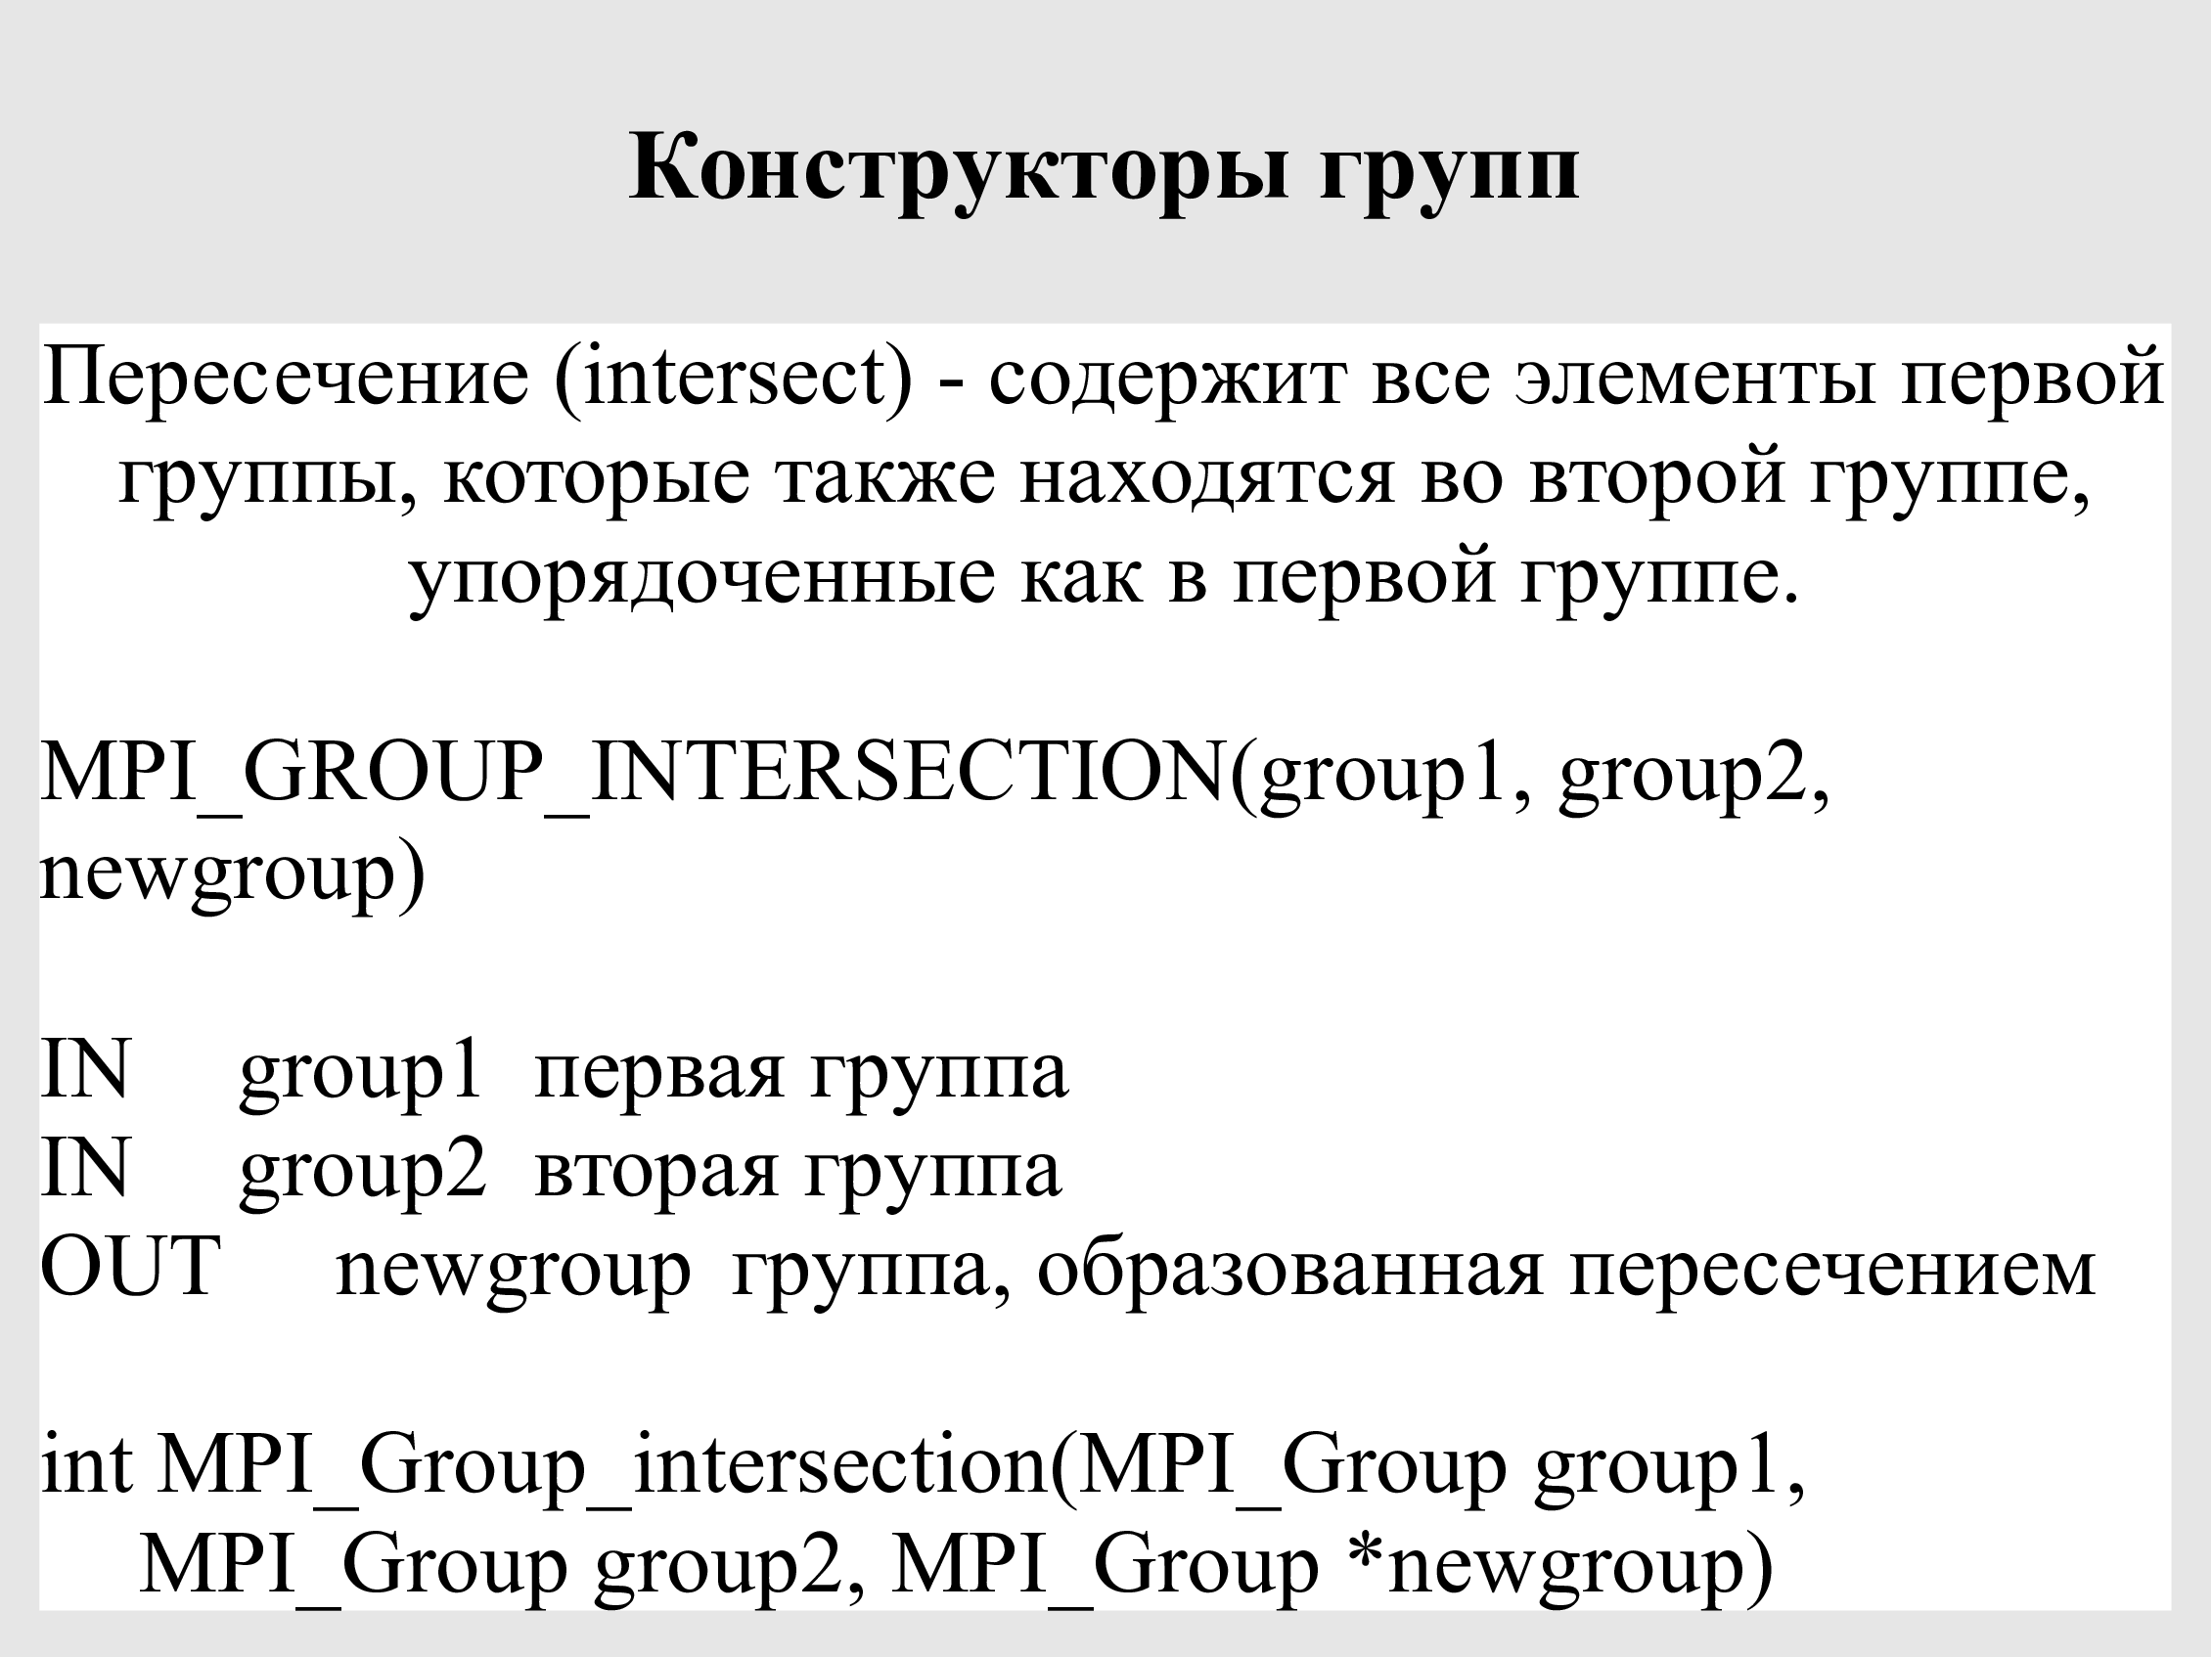 Конструкторы групп
Пересечение (intersect) - содержит все элементы первой
группы, которые также находятся во второй группе,
упорядоченные как в первой группе.
MPI_GROUP_INTERSECTION(group1, group2,
newgroup)
IN group1 первая группа
IN group2 вторая группа
OUT newgroup группа, образованная пересечением
int MPI_Group_intersection(MPI_Group group1,
MPI_Group group2, MPI_Group *newgroup)